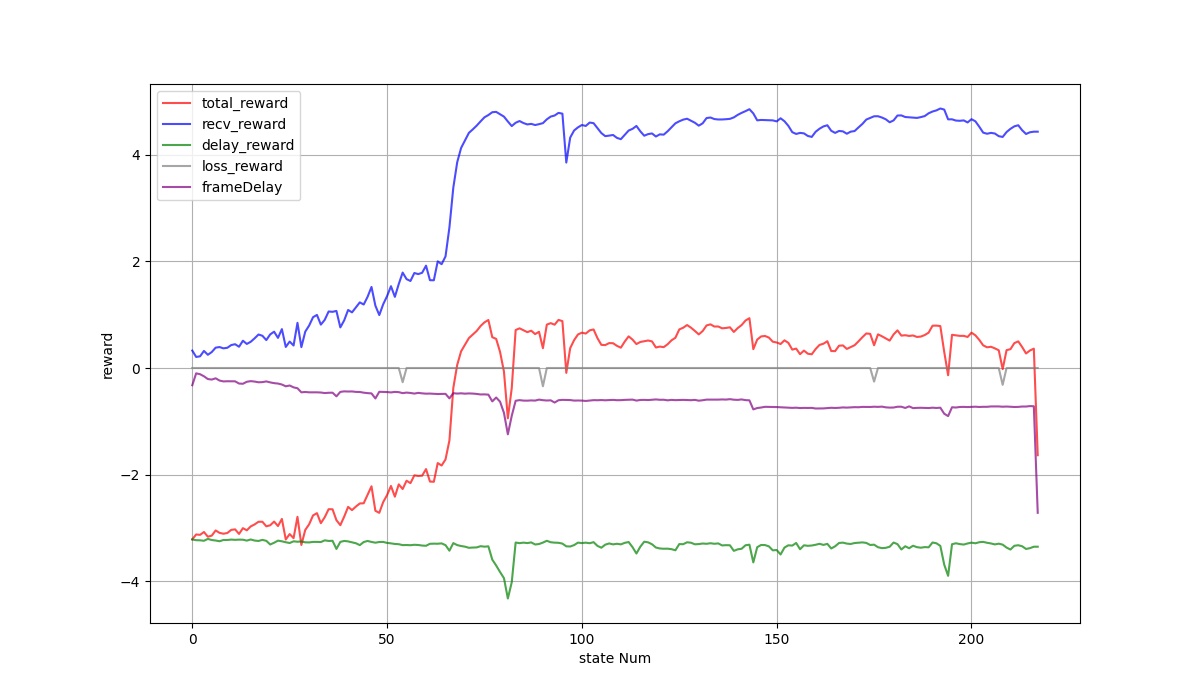 total_reward
recv_reward
delay_reward
loss_reward
frameDelay
reward
4
2
0
−2
−4
0 50 100 150 200
state Num